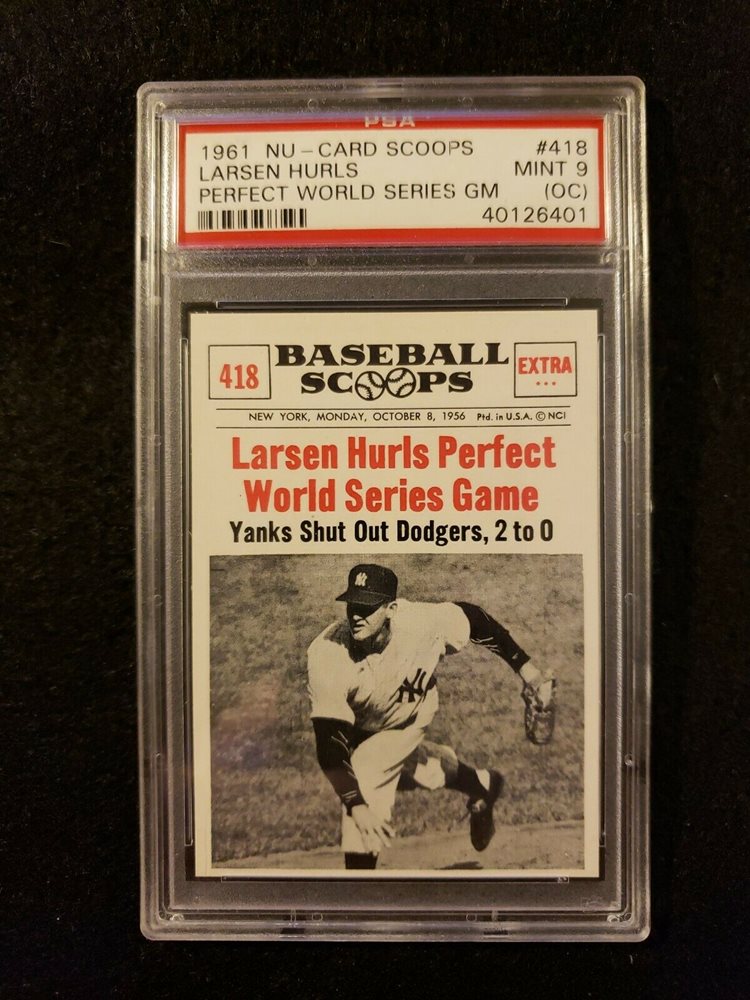 PSA
1961 NU-CARD SCOOPS #418
LARSEN HURLS MINT 9
PERFECT WORLD SERIES GM (OC)
40126401
418 BASEBALL SCOOPS EXTRA
NEW YORK, MONDAY, OCTOBER 8, 1956 Ptd. in U.S.A. © NCI
Larsen Hurls Perfect
World Series Game
Yanks Shut Out Dodgers, 2 to 0
NY
NY